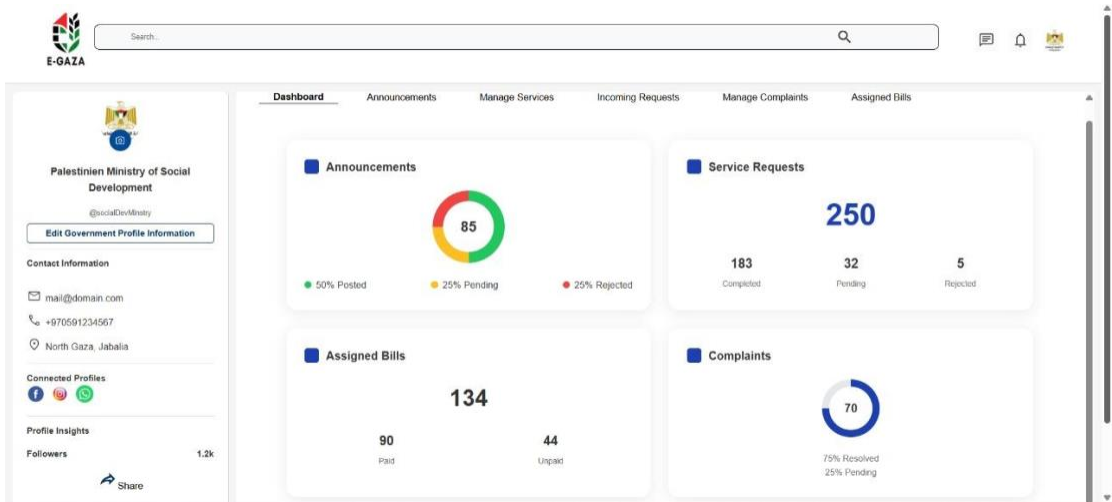 E-GAZA
Search..
Palestinien Ministry of Social
Development
@socialDevMinstry
Edit Government Profile Information
Contact Information
mail@domain.com
+970591234567
North Gaza, Jabalia
Connected Profiles
Profile Insights
Followers 1.2k
Share
Dashboard Announcements Manage Services Incoming Requests Manage Complaints Assigned Bills
Announcements
85
50% Posted 25% Pending 25% Rejected
Service Requests
250
183 32 5
Completed Pending Rejected
Assigned Bills
134
90 44
Paid Unpaid
Complaints
70
75% Resolved
25% Pending